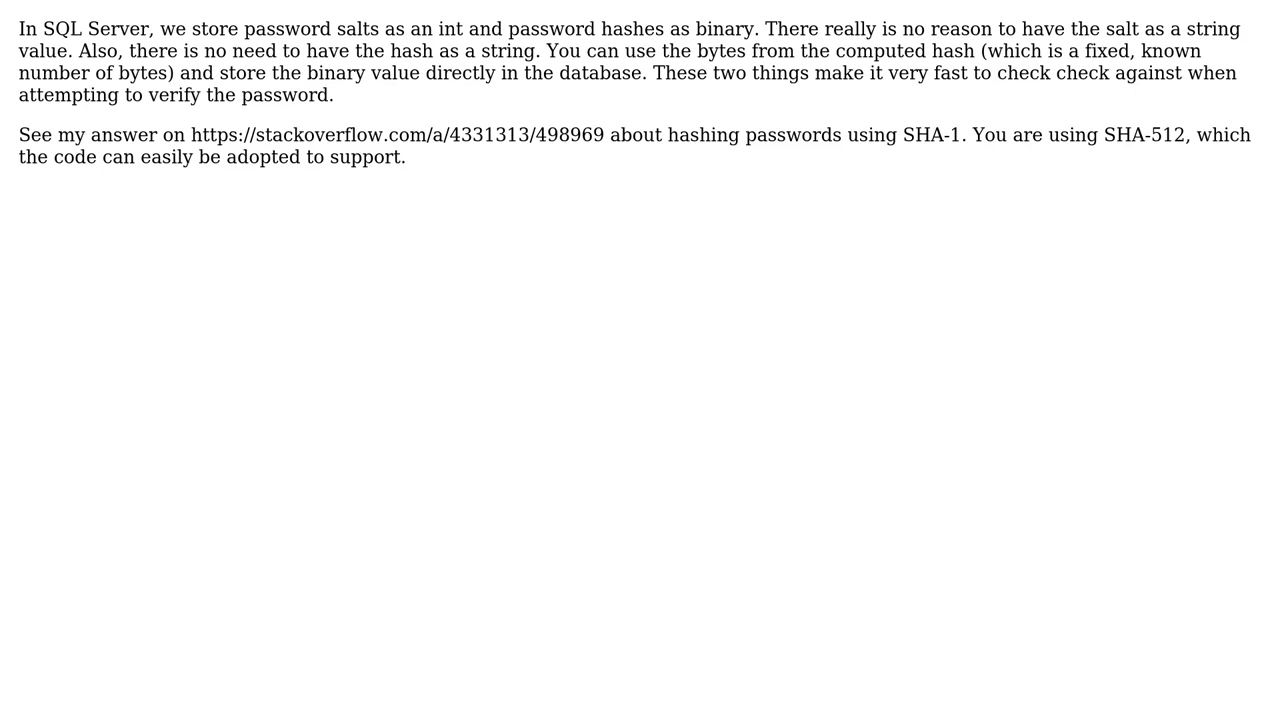 In SQL Server, we store password salts as an int and password hashes as binary. There really is no reason to have the salt as a string
value. Also, there is no need to have the hash as a string. You can use the bytes from the computed hash (which is a fixed, known
number of bytes) and store the binary value directly in the database. These two things make it very fast to check check against when
attempting to verify the password.
See my answer on https://stackoverflow.com/a/4331313/498969 about hashing passwords using SHA-1. You are using SHA-512, which
the code can easily be adopted to support.